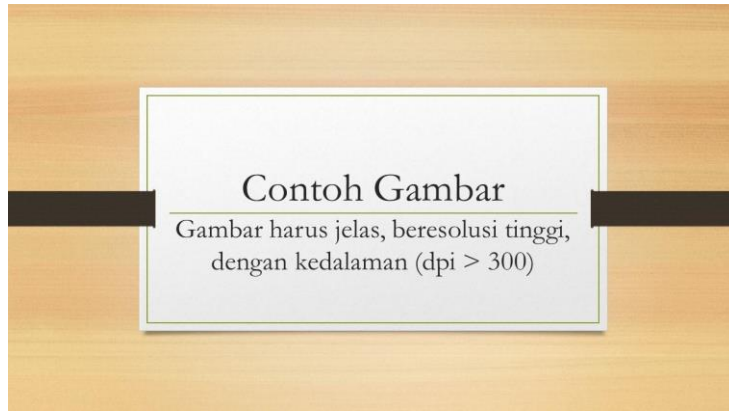 Contoh Gambar
Gambar harus jelas, beresolusi tinggi,
dengan kedalaman (dpi > 300)